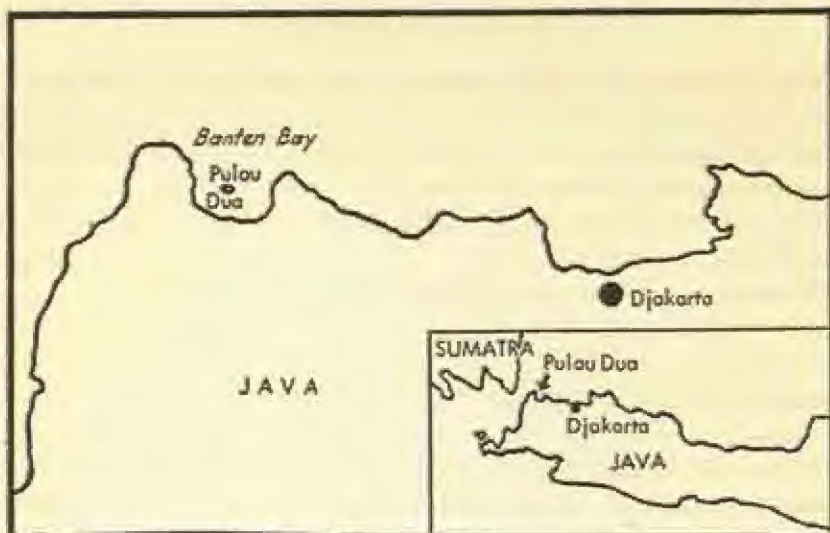 Banten Bay
Pulau
Dua
Djakarta
JAVA
SUMATRA
Pulau Dua
Djakarta
JAVA